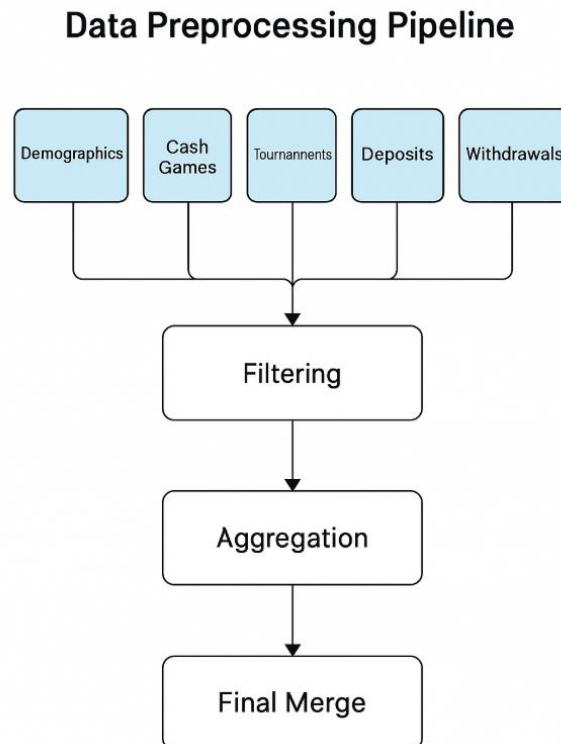 Data Preprocessing Pipeline
Demographics
Cash
Games
Tournannents
Deposits
Withdrawals
Filtering
Aggregation
Final Merge